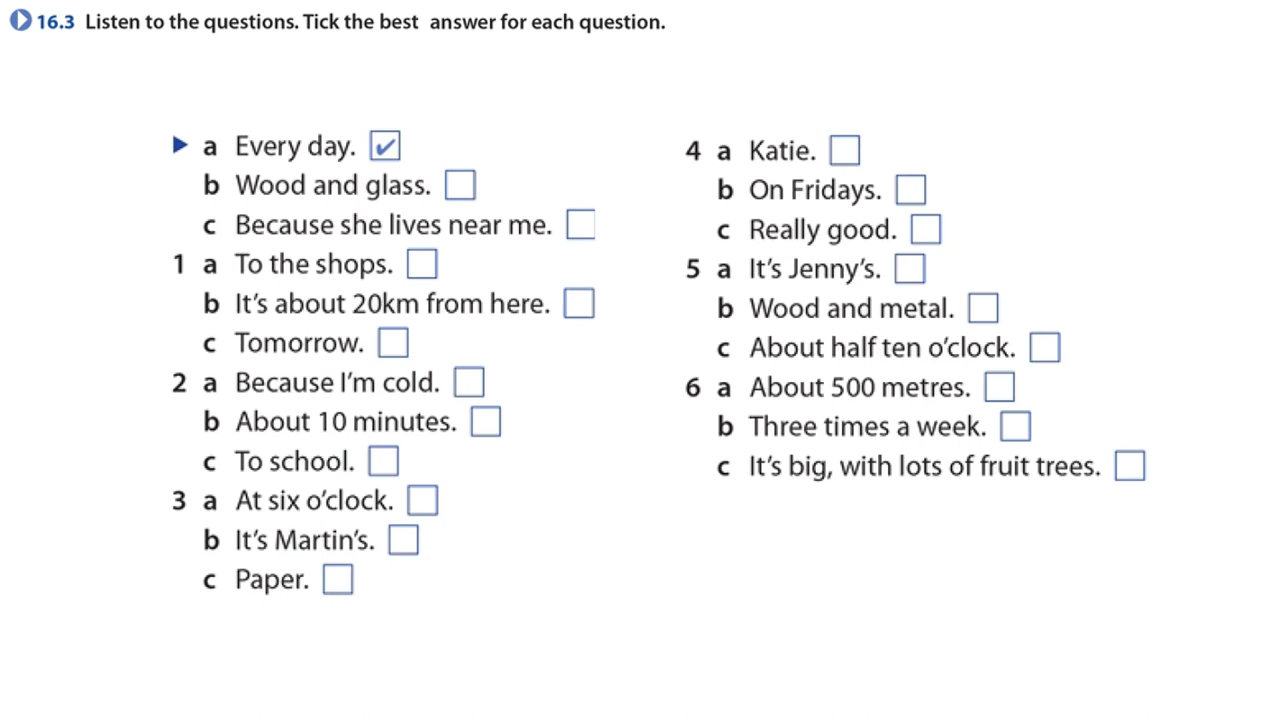 16.3 Listen to the questions. Tick the best answer for each question.
a Every day.
b Wood and glass.
c Because she lives near me.
1 a To the shops.
b It's about 20km from here.
c Tomorrow.
2 a Because I'm cold.
b About 10 minutes.
c To school.
3 a At six o'clock.
b It's Martin's.
c Paper.
4 a Katie.
b On Fridays.
c Really good.
5 a It's Jenny's.
b Wood and metal.
c About half ten o'clock.
6 a About 500 metres.
b Three times a week.
c It's big, with lots of fruit trees.